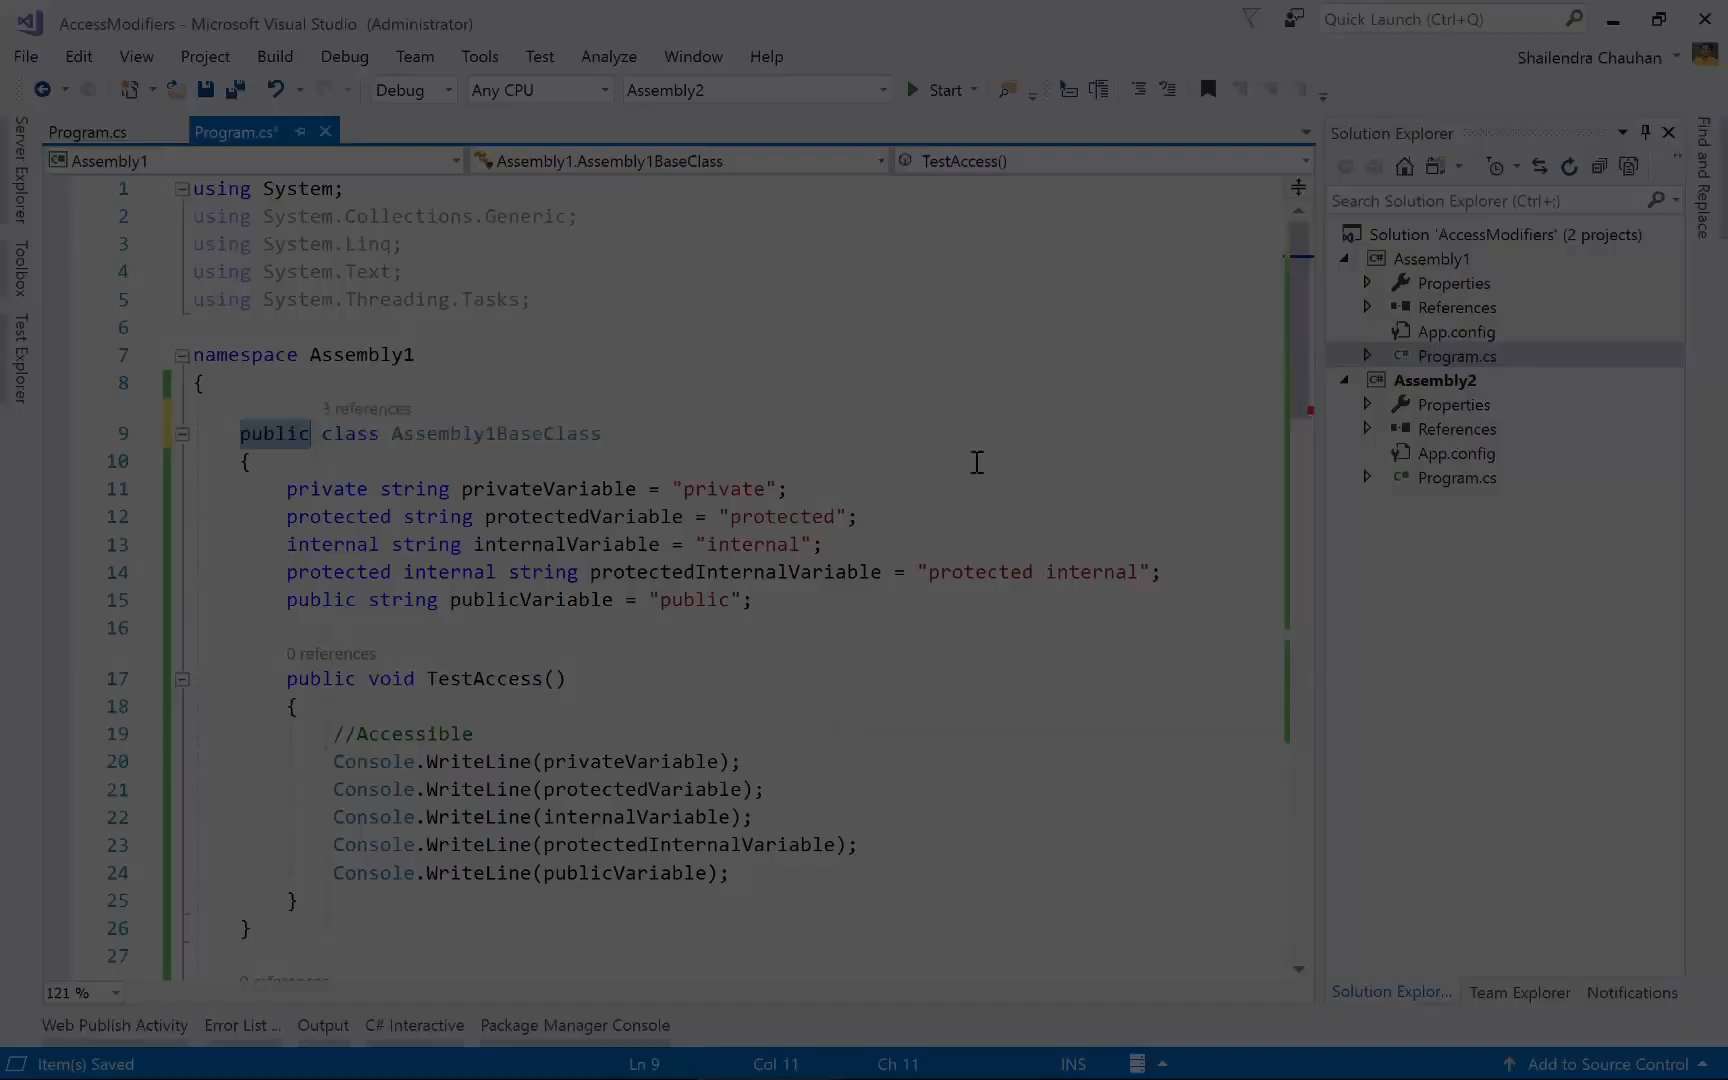 AccessModifiers - Microsoft Visual Studio (Administrator)
Quick Launch (Ctrl+Q)
File Edit View Project Build Debug Team Tools Test Analyze Window Help
Shailendra Chauhan
Debug Any CPU Assembly2 Start
Server Explorer
Toolbox
Test Explorer
Program.cs Program.cs*
Assembly1 Assembly1.Assembly1BaseClass TestAccess()
1 using System;
2 using System.Collections.Generic;
3 using System.Linq;
4 using System.Text;
5 using System.Threading.Tasks;
6
7 namespace Assembly1
8 {
3 references
9 public class Assembly1BaseClass
10 {
11 private string privateVariable = "private";
12 protected string protectedVariable = "protected";
13 internal string internalVariable = "internal";
14 protected internal string protectedInternalVariable = "protected internal";
15 public string publicVariable = "public";
16
0 references
17 public void TestAccess()
18 {
19 //Accessible
20 Console.WriteLine(privateVariable);
21 Console.WriteLine(protectedVariable);
22 Console.WriteLine(internalVariable);
23 Console.WriteLine(protectedInternalVariable);
24 Console.WriteLine(publicVariable);
25 }
26 }
27
121 %
Solution Explorer
Search Solution Explorer (Ctrl+;)
Solution 'AccessModifiers' (2 projects)
C# Assembly1
Properties
References
App.config
C# Program.cs
C# Assembly2
Properties
References
App.config
C# Program.cs
Solution Explor... Team Explorer Notifications
Find and Replace
Web Publish Activity Error List ... Output C# Interactive Package Manager Console
Item(s) Saved Ln 9 Col 11 Ch 11 INS Add to Source Control